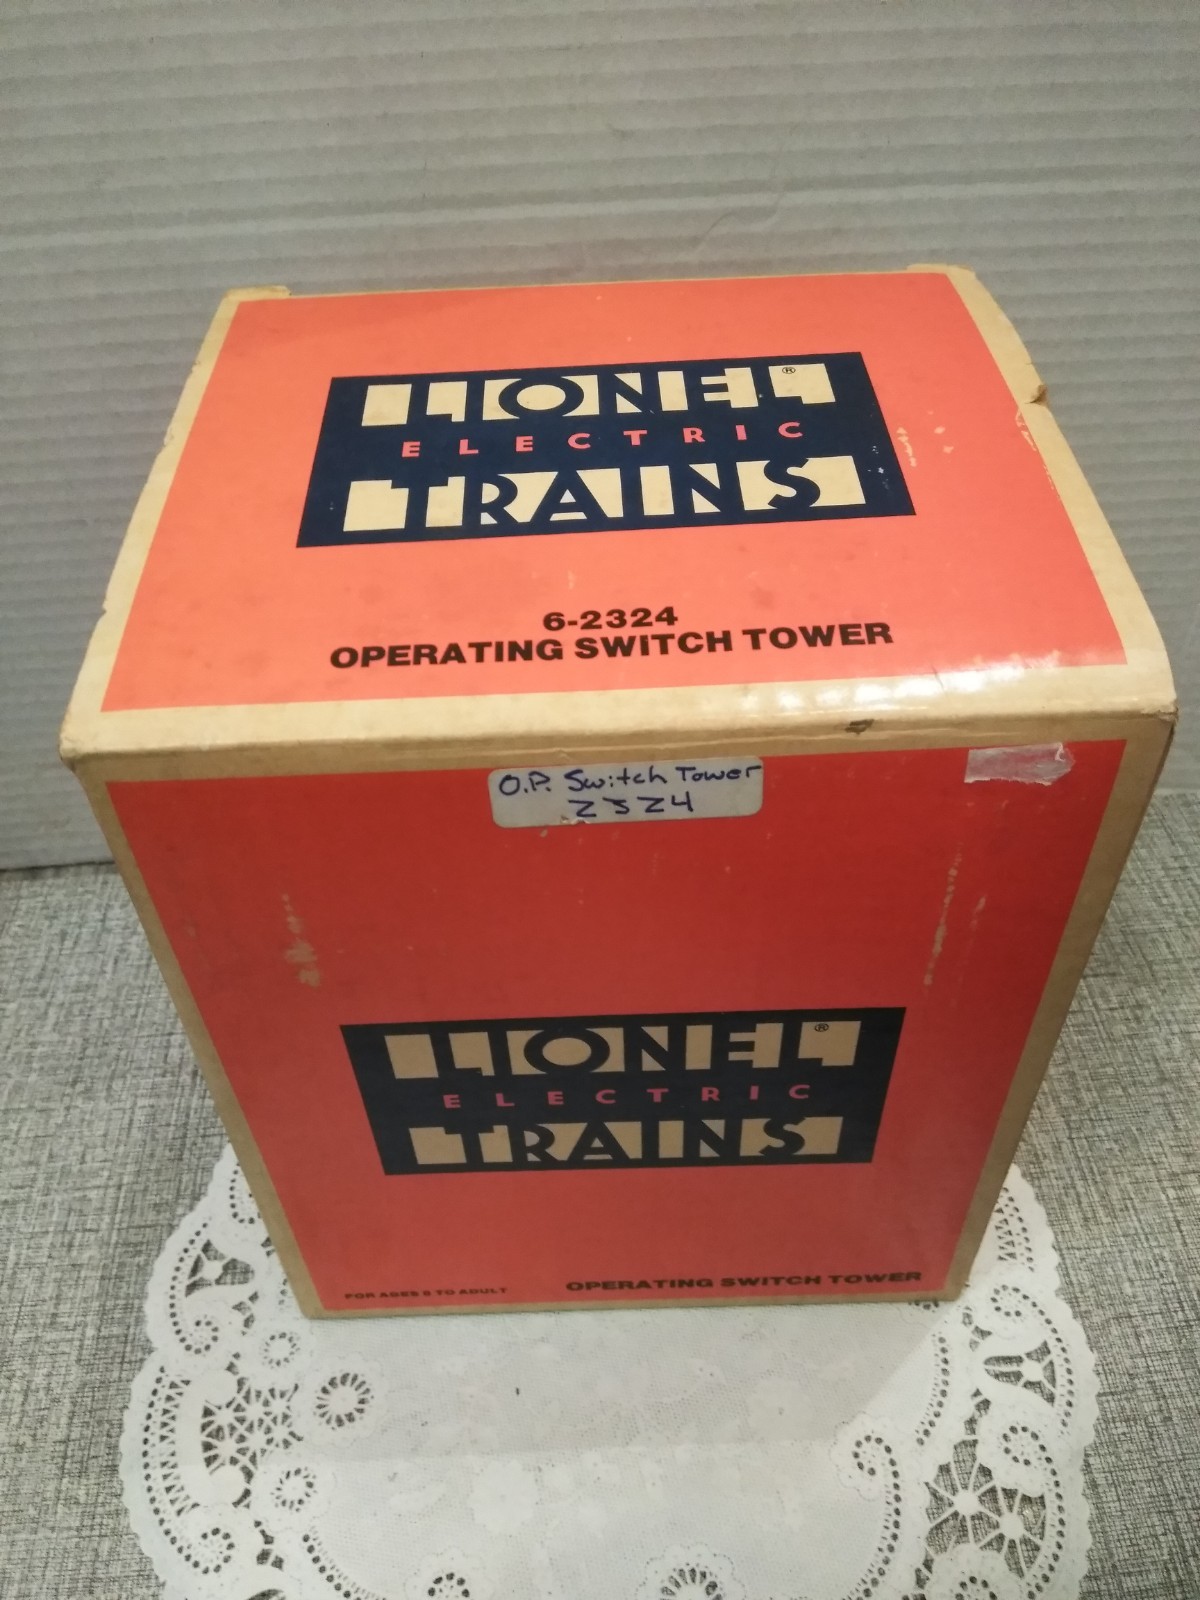 LIONEL®
ELECTRIC
TRAINS
6-2324
OPERATING SWITCH TOWER
O.P. Switch Tower
2324
LIONEL®
ELECTRIC
TRAINS
FOR AGES 8 TO ADULT
OPERATING SWITCH TOWER